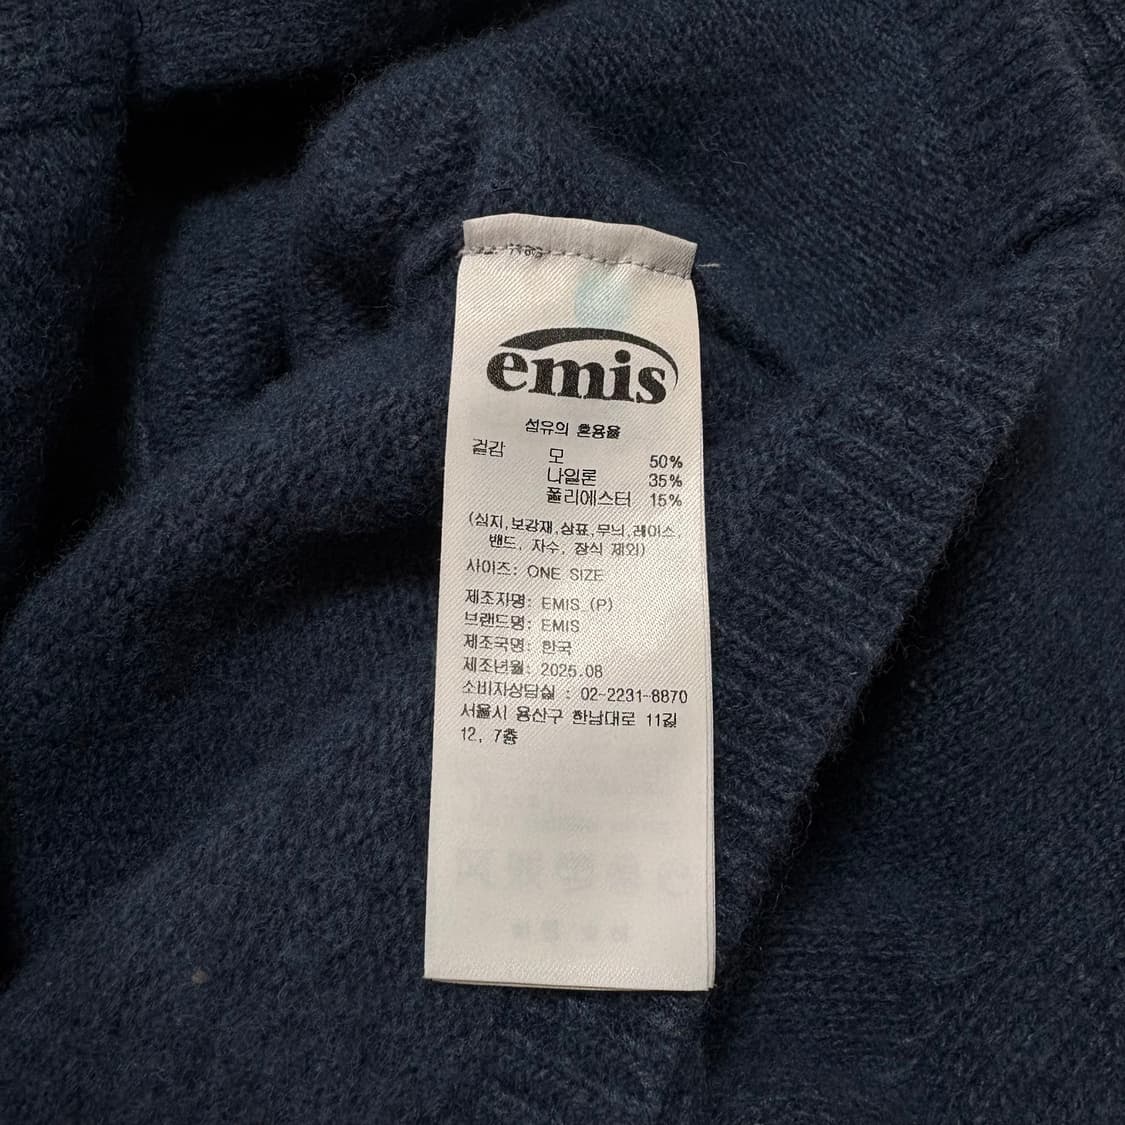 emis
섬유의 혼용율
겉감 모 50%
나일론 35%
폴리에스터 15%
(심지,보강재,상표,무늬,레이스,
밴드, 자수, 장식 제외)
사이즈: ONE SIZE
제조자명: EMIS (P)
브랜드명: EMIS
제조국명: 한국
제조년월: 2025.08
소비자상담실 : 02-2231-8870
서울시 용산구 한남대로 11길
12, 7층